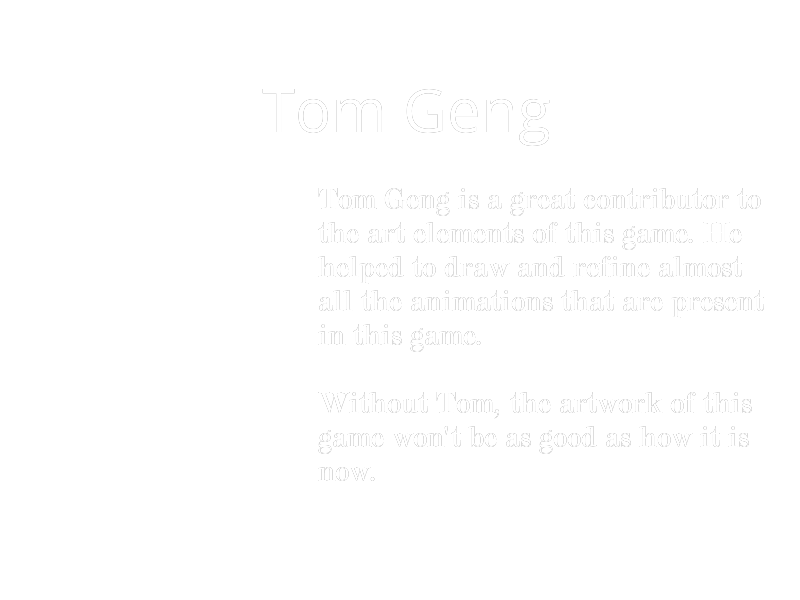 Tom Geng
Tom Geng is a great contributor to
the art elements of this game. He
helped to draw and refine almost
all the animations that are present
in this game.
Without Tom, the artwork of this
game won't be as good as how it is
now.